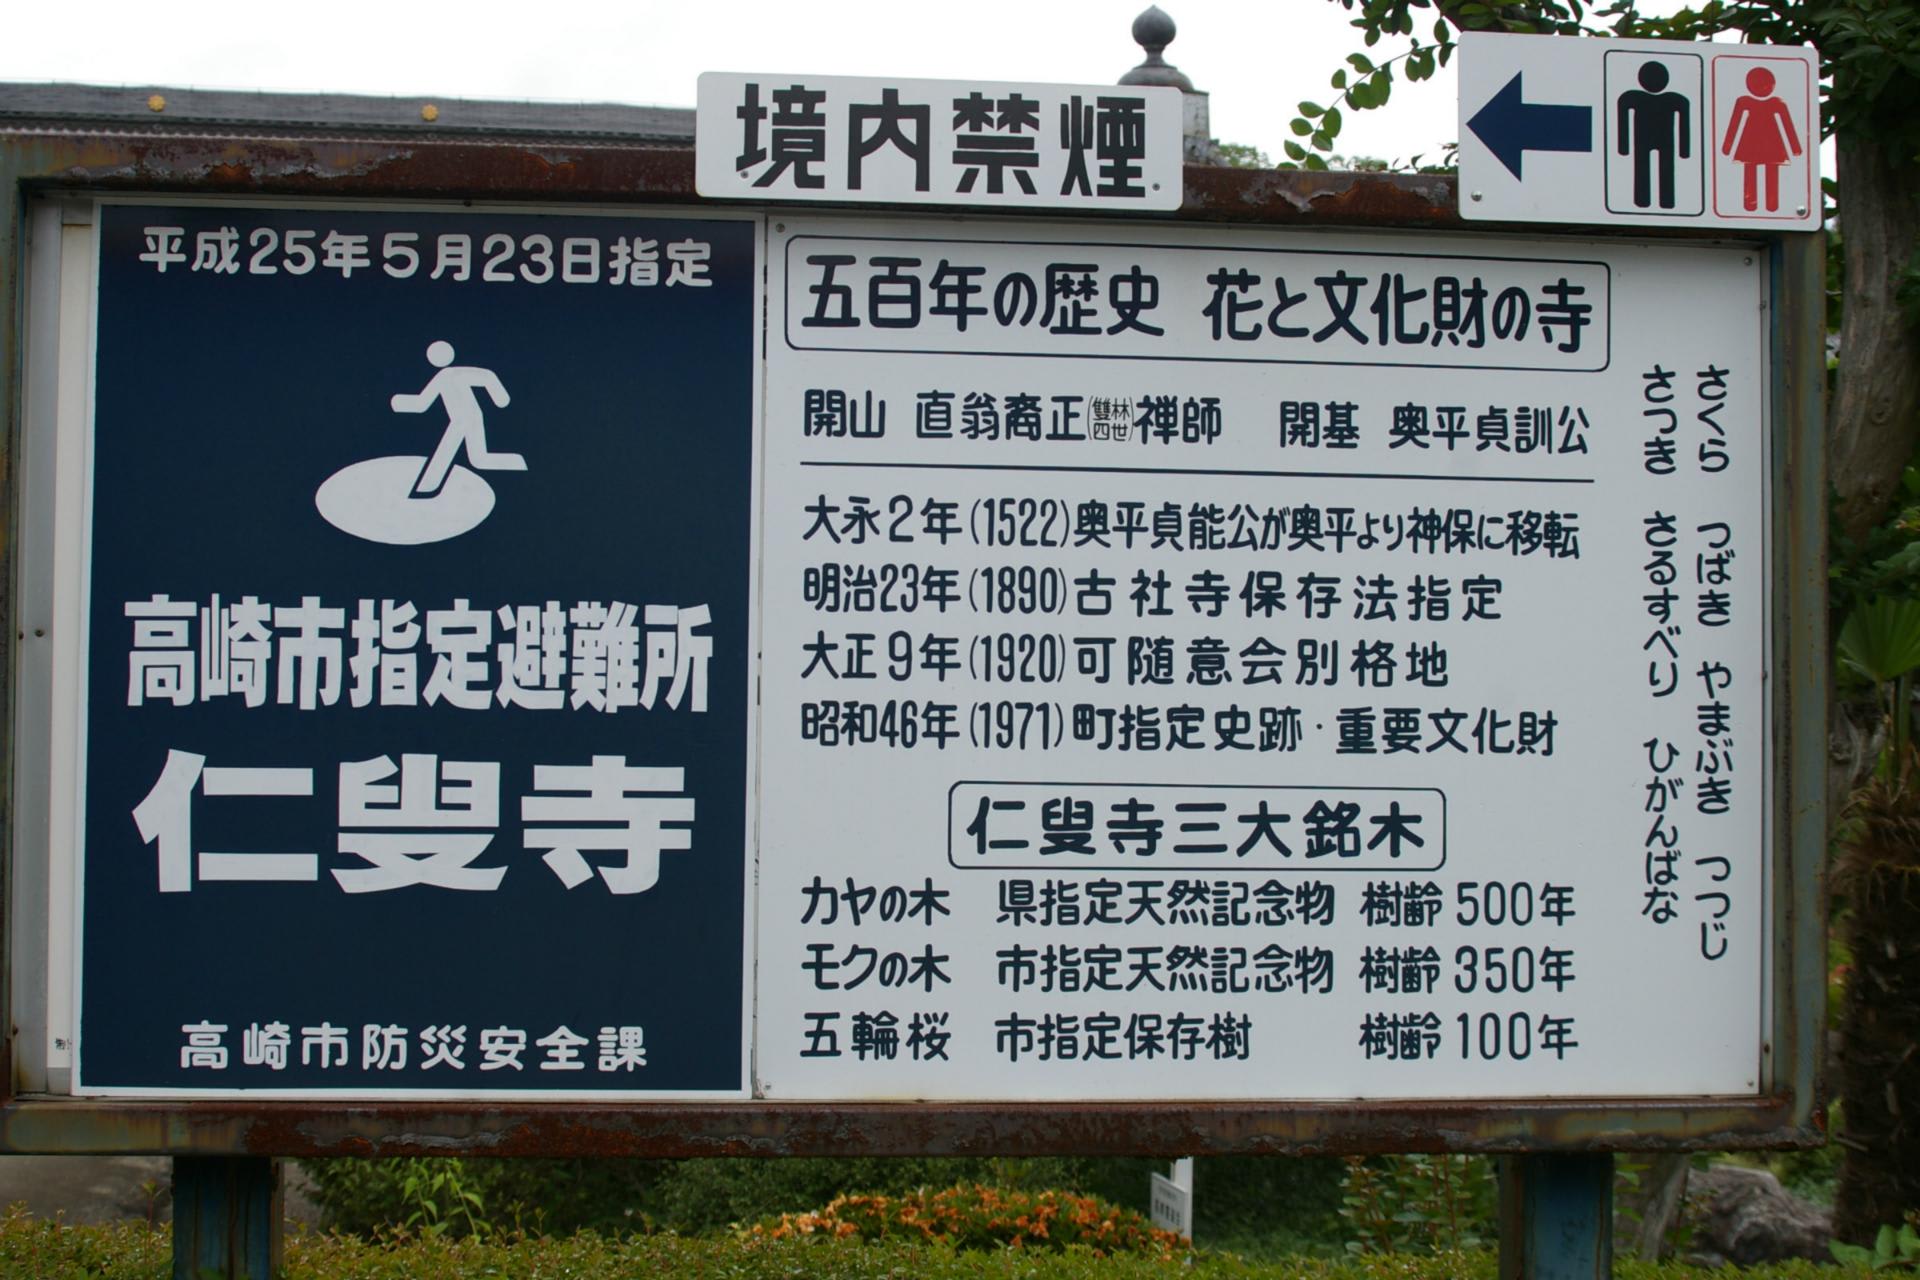 境内禁煙
平成25年5月23日指定
高崎市指定避難所
仁叟寺
高崎市防災安全課
五百年の歴史 花と文化財の寺
開山 直翁裔正(雙林四世)禅師 開基 奥平貞訓公
大永2年(1522)奥平貞能公が奥平より神保に移転
明治23年(1890)古社寺保存法指定
大正9年(1920)可随意会別格地
昭和46年(1971)町指定史跡・重要文化財
仁叟寺三大銘木
カヤの木 県指定天然記念物 樹齢500年
モクの木 市指定天然記念物 樹齢350年
五輪桜 市指定保存樹 樹齢100年
さくら つばき やまぶき つつじ
さつき さるすべり ひがんばな